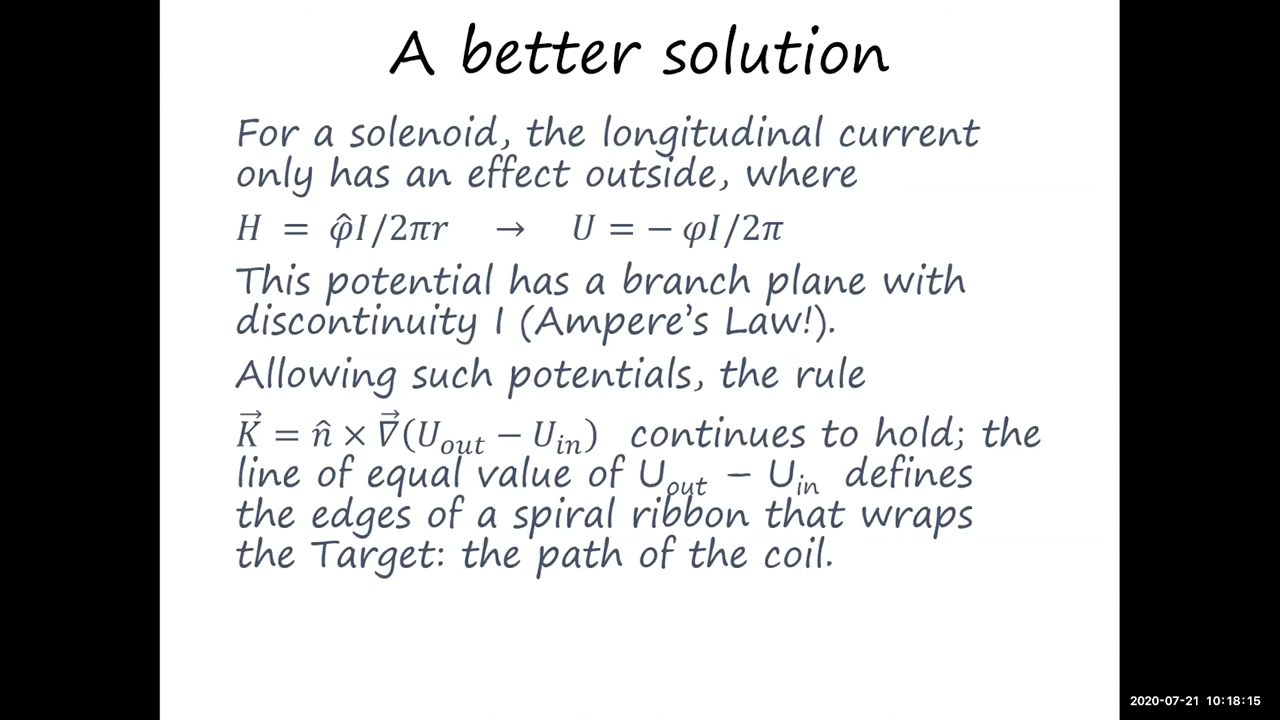 A better solution
For a solenoid, the longitudinal current
only has an effect outside, where
H = φ̂I/2πr → U = − φI/2π
This potential has a branch plane with
discontinuity I (Ampere's Law!).
Allowing such potentials, the rule
K⃗ = n̂ × ∇⃗(U_out − U_in) continues to hold; the
line of equal value of U_out − U_in defines
the edges of a spiral ribbon that wraps
the Target: the path of the coil.
2020-07-21 10:18:15